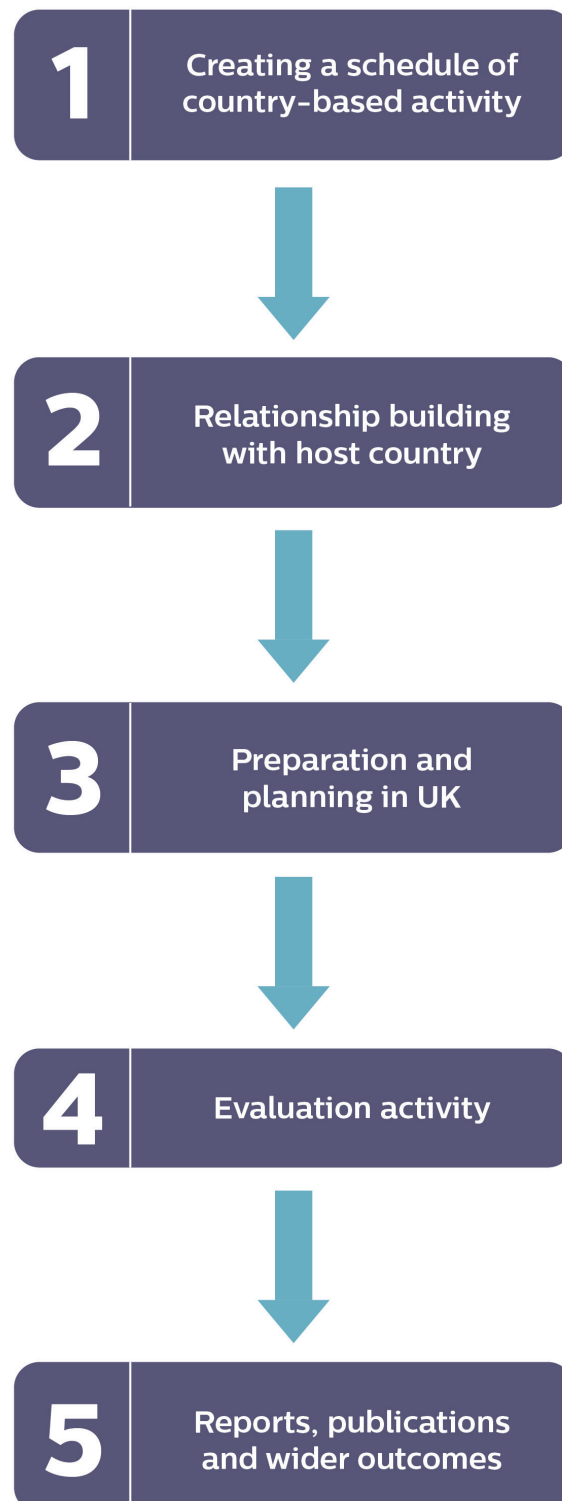 1
Creating a schedule of
country-based activity
2
Relationship building
with host country
3
Preparation and
planning in UK
4
Evaluation activity
5
Reports, publications
and wider outcomes